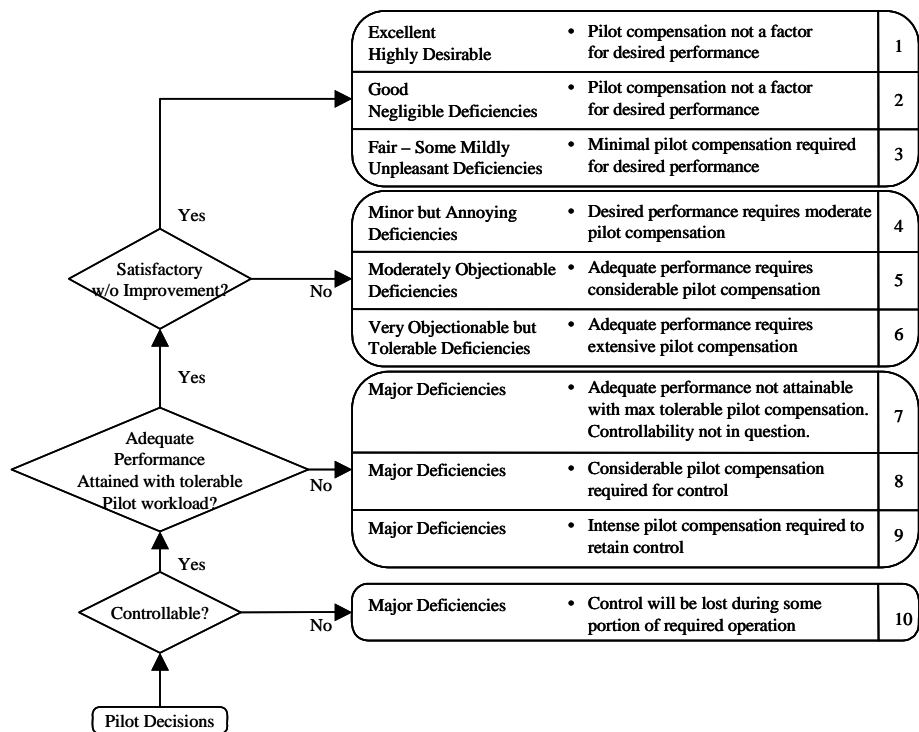 Excellent
Highly Desirable
• Pilot compensation not a factor
for desired performance
1
Good
Negligible Deficiencies
• Pilot compensation not a factor
for desired performance
2
Fair – Some Mildly
Unpleasant Deficiencies
• Minimal pilot compensation required
for desired performance
3
Yes
Satisfactory
w/o Improvement?
No
Minor but Annoying
Deficiencies
• Desired performance requires moderate
pilot compensation
4
Moderately Objectionable
Deficiencies
• Adequate performance requires
considerable pilot compensation
5
Very Objectionable but
Tolerable Deficiencies
• Adequate performance requires
extensive pilot compensation
6
Yes
Adequate
Performance
Attained with tolerable
Pilot workload?
No
Major Deficiencies
• Adequate performance not attainable
with max tolerable pilot compensation.
Controllability not in question.
7
Major Deficiencies
• Considerable pilot compensation
required for control
8
Major Deficiencies
• Intense pilot compensation required to
retain control
9
Yes
Controllable?
No
Major Deficiencies
• Control will be lost during some
portion of required operation
10
Pilot Decisions